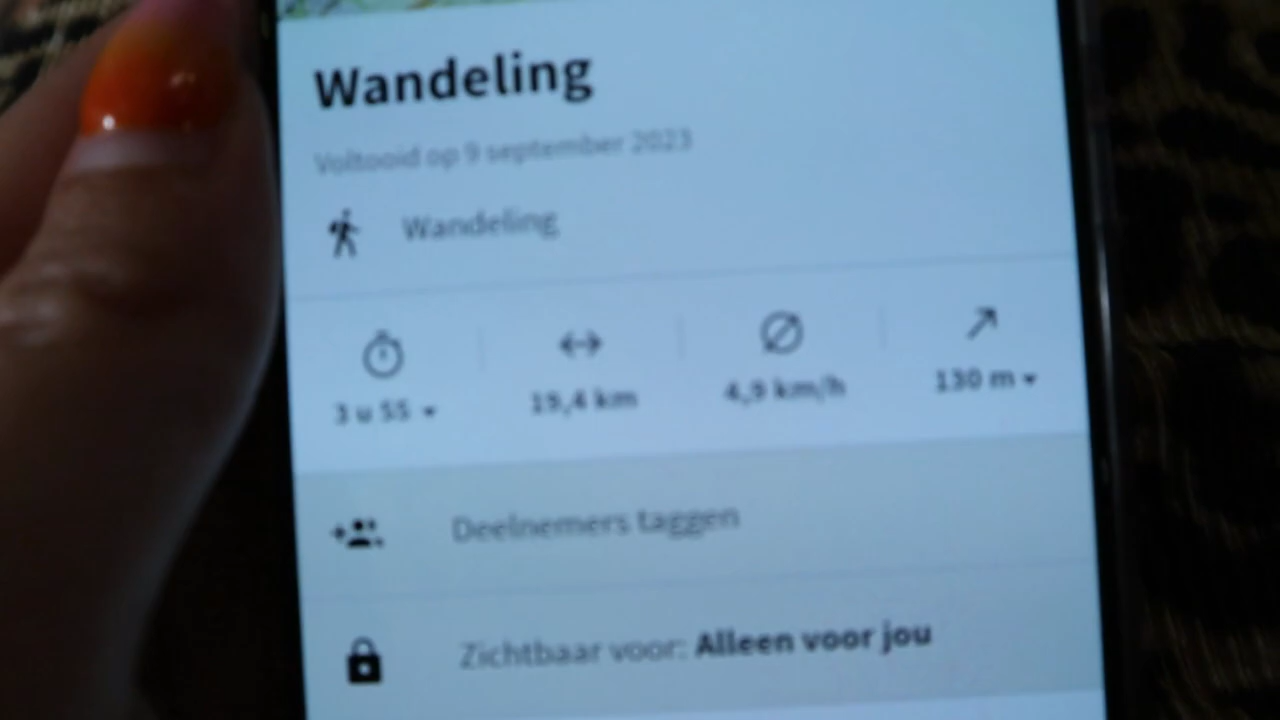 Wandeling
Voltooid op 9 september 2023
Wandeling
3 u 55
19,4 km
4,9 km/h
130 m
Deelnemers taggen
Zichtbaar voor: Alleen voor jou